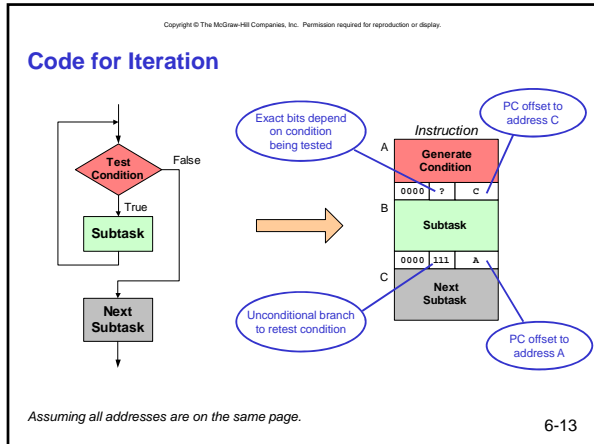 Copyright © The McGraw-Hill Companies, Inc. Permission required for reproduction or display.
Code for Iteration
Test
Condition
False
True
Subtask
Next
Subtask
Exact bits depend
on condition
being tested
Instruction
PC offset to
address C
A
Generate
Condition
0000 ? C
B
Subtask
0000 111 A
C
Next
Subtask
Unconditional branch
to retest condition
PC offset to
address A
Assuming all addresses are on the same page.
6-13